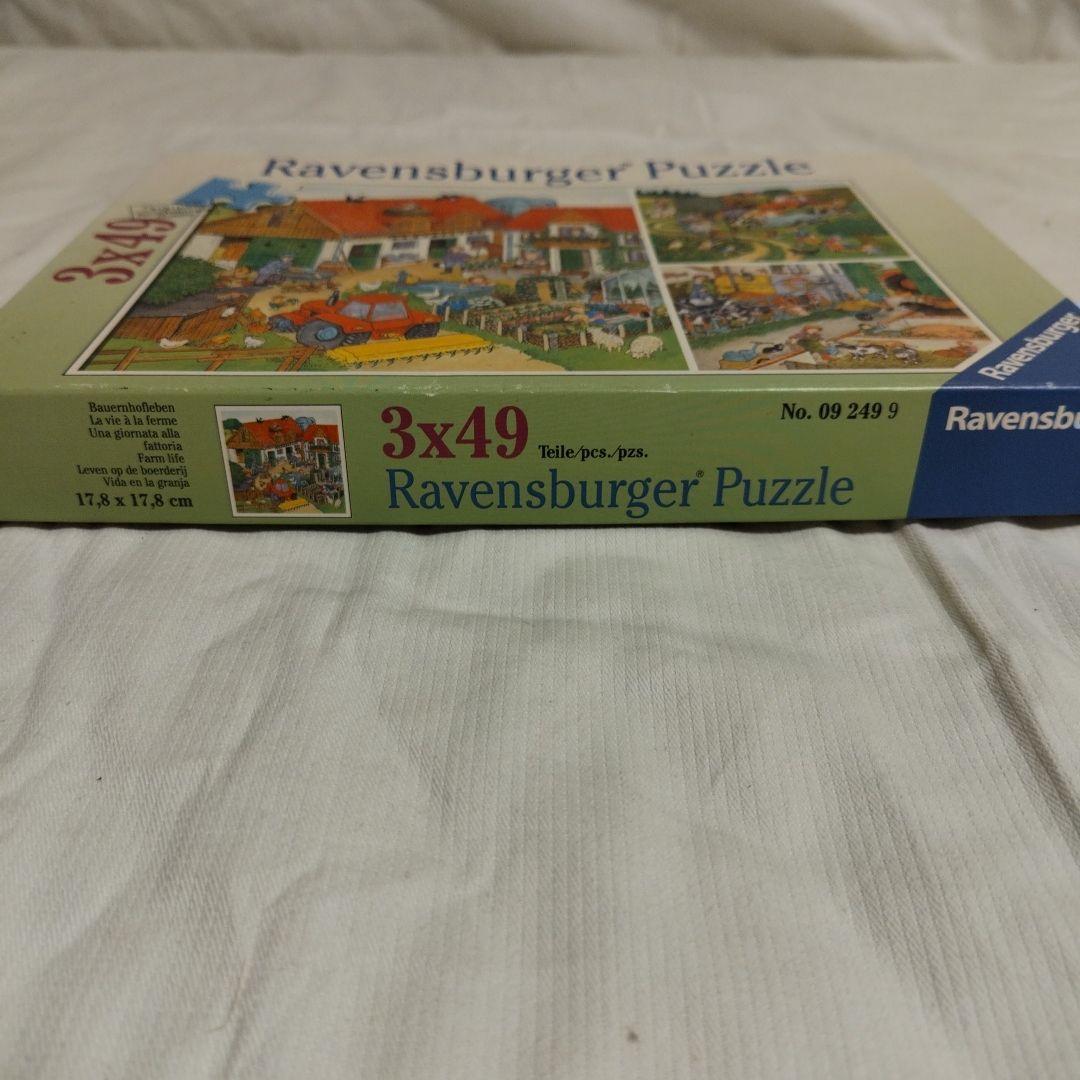 Ravensburger® Puzzle
3x49
Ravensburger
Bauernhofleben
La vie à la ferme
Una giornata alla
fattoria
Farm life
Leven op de boerderij
Vida en la granja
17,8 x 17,8 cm
3x49 Teile/pcs./pzs.
Ravensburger® Puzzle
No. 09 249 9
Ravensbu